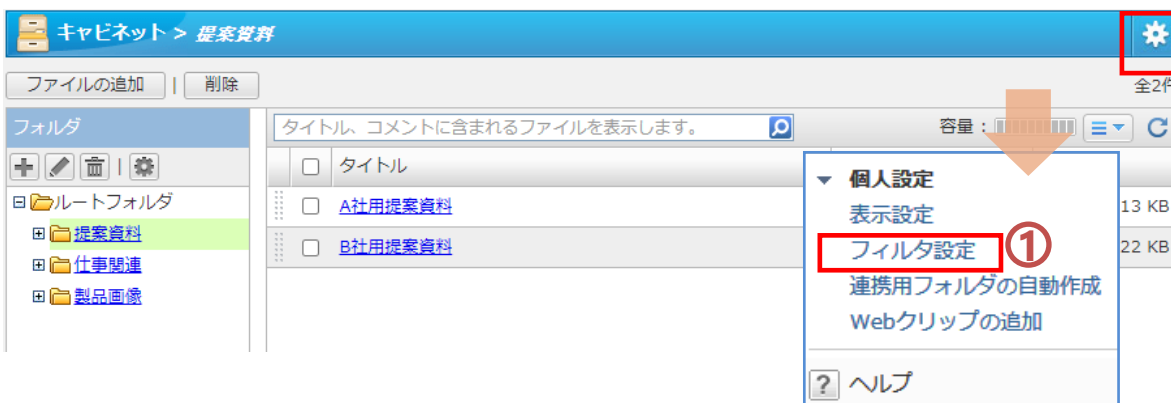 キャビネット > 提案資料
ファイルの追加 | 削除
全2件
フォルダ
タイトル、コメントに含まれるファイルを表示します。
容量：
タイトル
ルートフォルダ
提案資料
仕事関連
製品画像
A社用提案資料
13 KB
B社用提案資料
22 KB
個人設定
表示設定
フィルタ設定
①
連携用フォルダの自動作成
Webクリップの追加
? ヘルプ